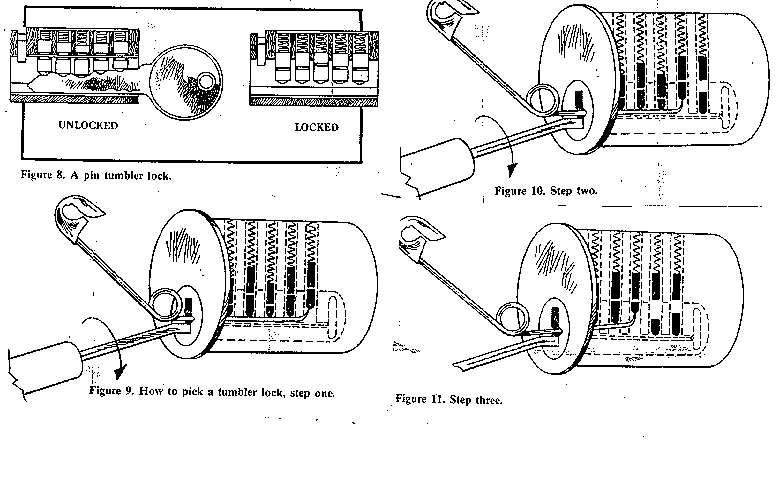 UNLOCKED
LOCKED
Figure 8. A pin tumbler lock.
Figure 10. Step two.
Figure 9. How to pick a tumbler lock, step one.
Figure 11. Step three.